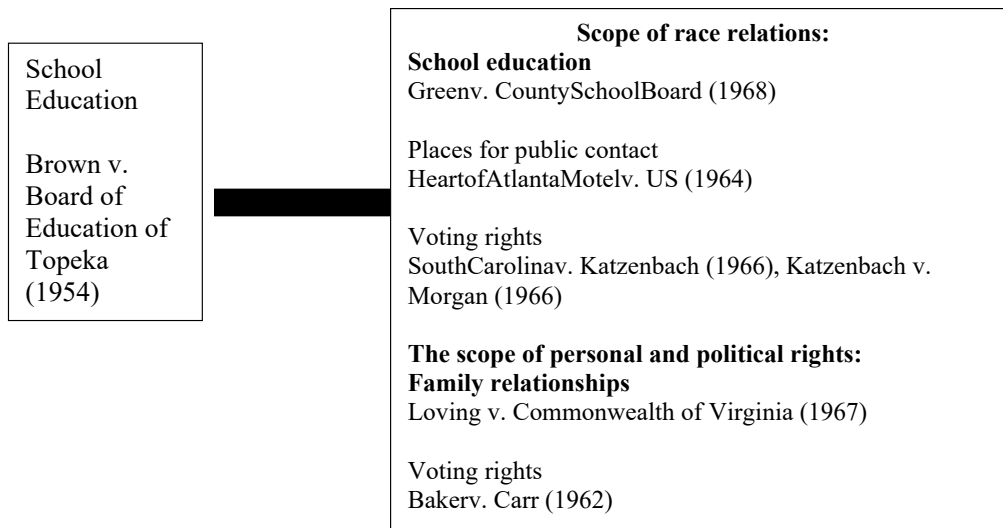 School
Education
Brown v.
Board of
Education of
Topeka
(1954)
Scope of race relations:
School education
Greenv. CountySchoolBoard (1968)
Places for public contact
HeartofAtlantaMotelv. US (1964)
Voting rights
SouthCarolinav. Katzenbach (1966), Katzenbach v.
Morgan (1966)
The scope of personal and political rights:
Family relationships
Loving v. Commonwealth of Virginia (1967)
Voting rights
Bakerv. Carr (1962)